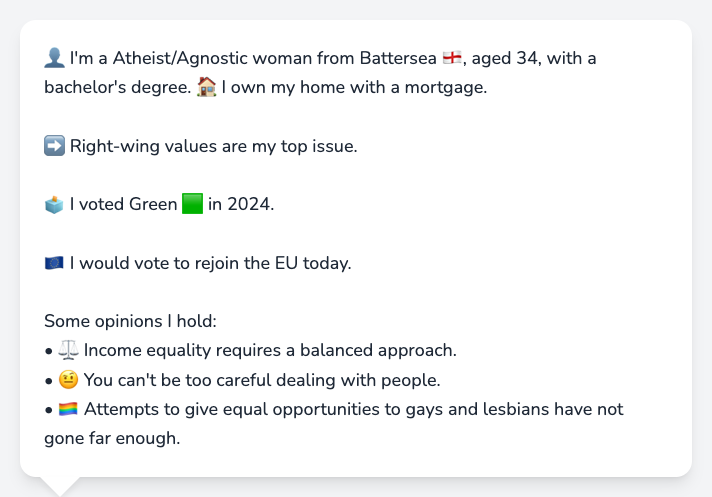 👤 I'm a Atheist/Agnostic woman from Battersea 🏴󠁧󠁢󠁥󠁮󠁧󠁿, aged 34, with a
bachelor's degree. 🏠 I own my home with a mortgage.
➡️ Right-wing values are my top issue.
🗳️ I voted Green 🟩 in 2024.
🇪🇺 I would vote to rejoin the EU today.
Some opinions I hold:
• ⚖️ Income equality requires a balanced approach.
• 🤨 You can't be too careful dealing with people.
• 🏳️‍🌈 Attempts to give equal opportunities to gays and lesbians have not
gone far enough.